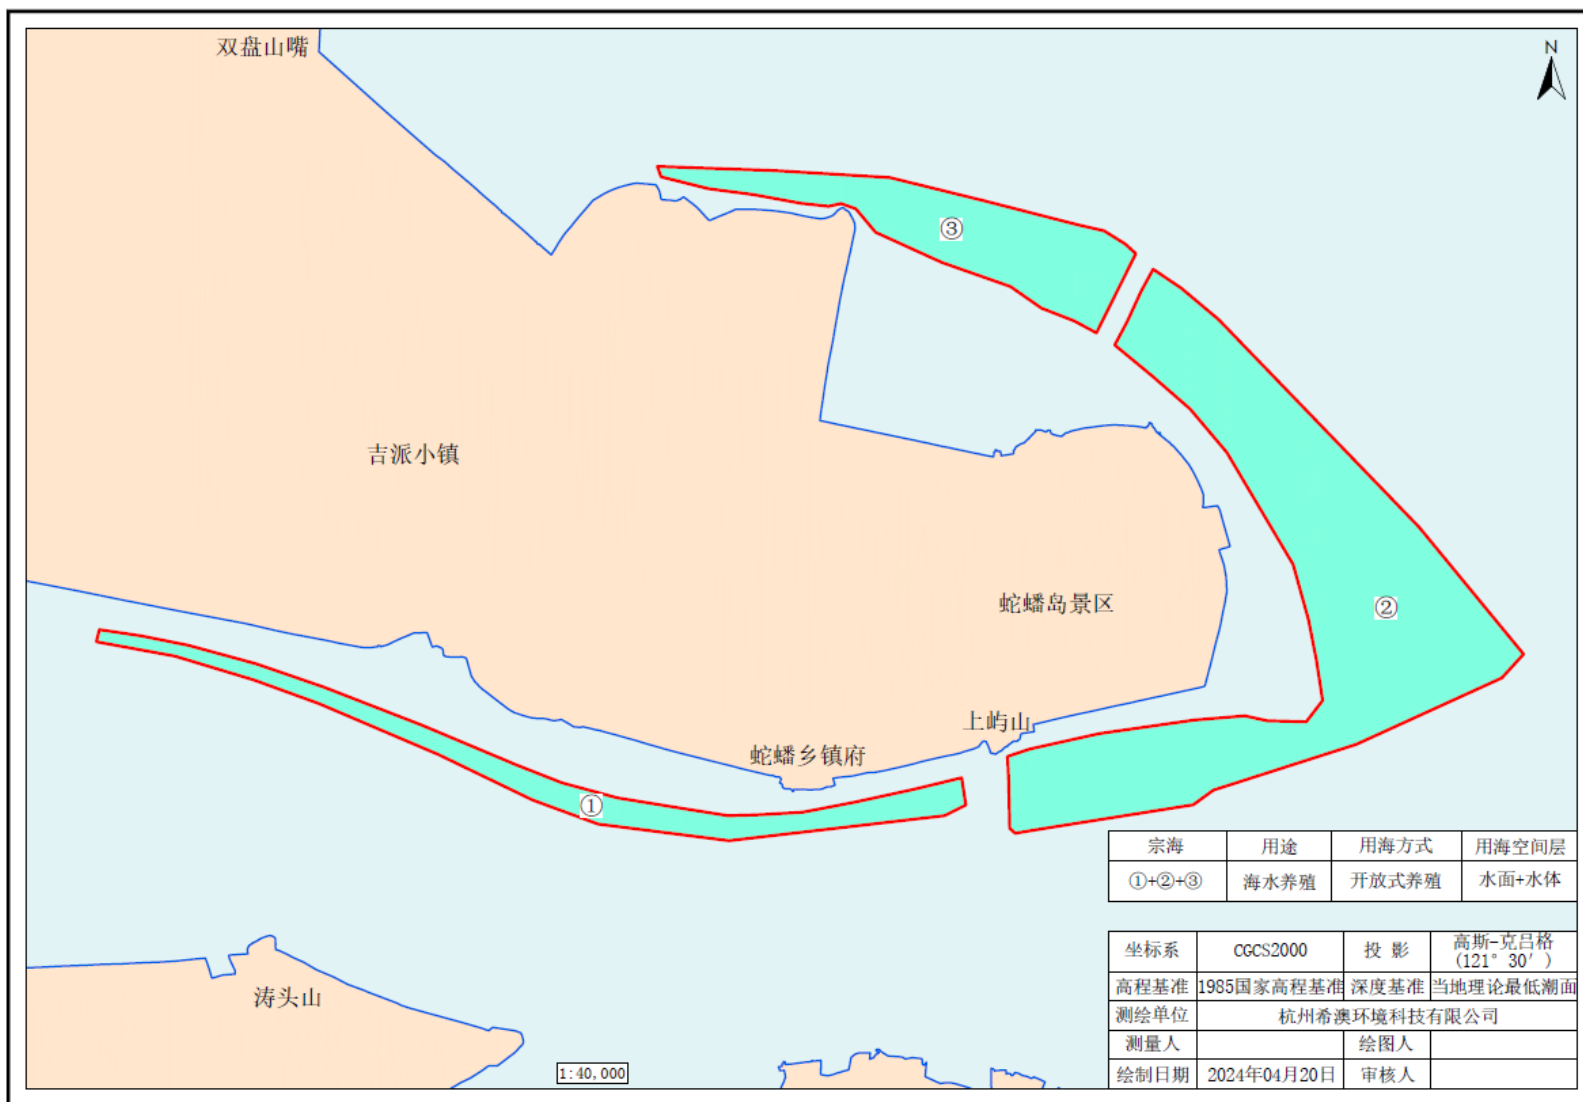 双盘山嘴
N
③
吉派小镇
蛇蟠岛景区
②
上屿山
蛇蟠乡镇府
①
宗海 用途 用海方式 用海空间层
①+②+③ 海水养殖 开放式养殖 水面+水体
坐标系 CGCS2000 投 影 高斯-克吕格
(121° 30′ )
高程基准 1985国家高程基准 深度基准 当地理论最低潮面
测绘单位 杭州希澳环境科技有限公司
测量人 绘图人
绘制日期 2024年04月20日 审核人
涛头山
1:40,000